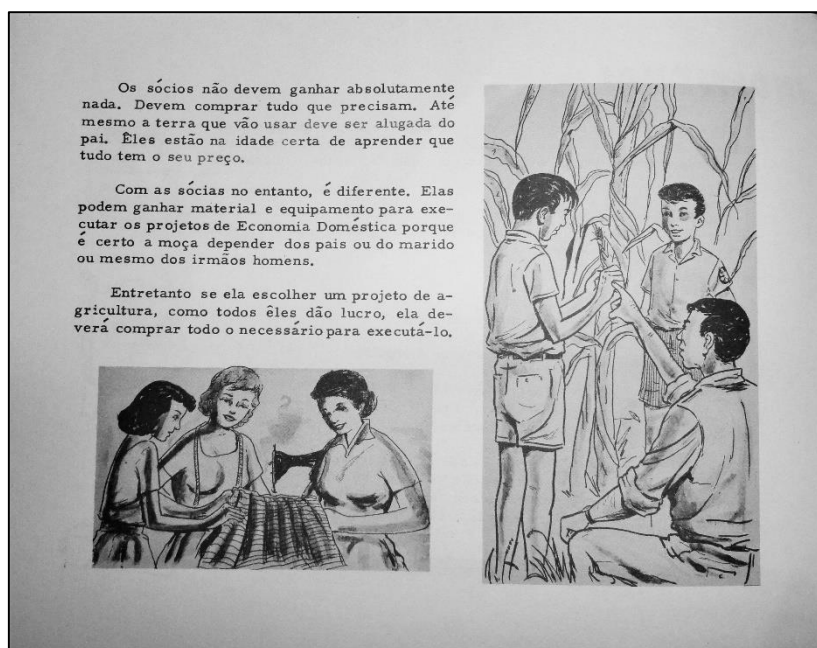 Os sócios não devem ganhar absolutamente
nada. Devem comprar tudo que precisam. Até
mesmo a terra que vão usar deve ser alugada do
pai. Êles estão na idade certa de aprender que
tudo tem o seu preço.
Com as sócias no entanto, é diferente. Elas
podem ganhar material e equipamento para exe-
cutar os projetos de Economia Doméstica porque
é certo a moça depender dos pais ou do marido
ou mesmo dos irmãos homens.
Entretanto se ela escolher um projeto de a-
gricultura, como todos êles dão lucro, ela de-
verá comprar todo o necessário para executá-lo.
?